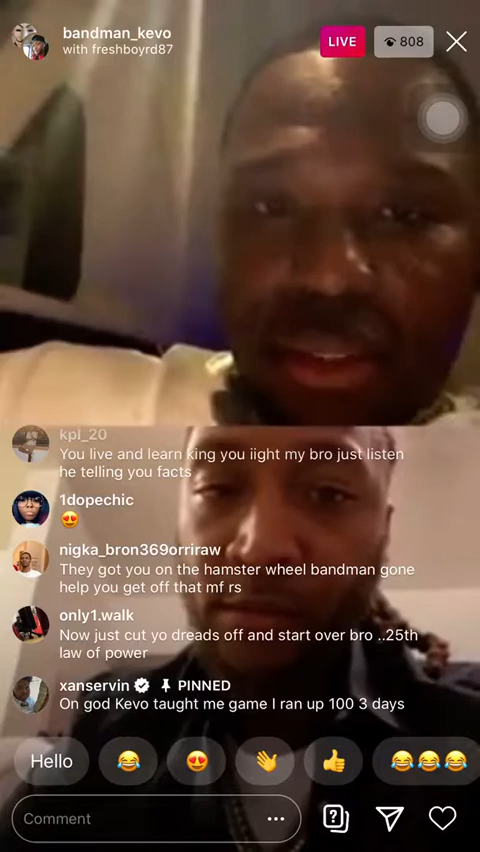 bandman_kevo
with freshboyrd87
LIVE
808
kpl_20
You live and learn king you iight my bro just listen
he telling you facts
1dopechic
😍
nigka_bron369orriraw
They got you on the hamster wheel bandman gone
help you get off that mf rs
only1.walk
Now just cut yo dreads off and start over bro ..25th
law of power
xanservin PINNED
On god Kevo taught me game I ran up 100 3 days
Hello 😂 😍 👋 👍 😂😂😂
Comment